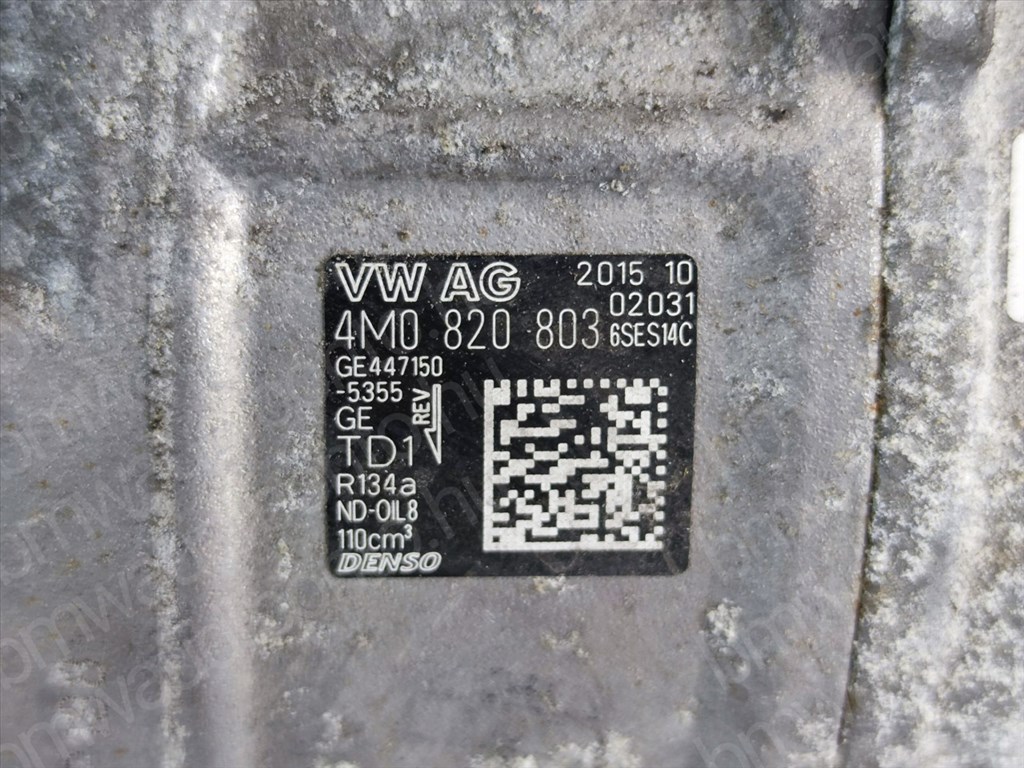 VW AG 2015 10
02031
4M0 820 803 6SES14C
GE447150
-5355
GE
REV
TD1
R134a
ND-OIL8
110cm³
DENSO